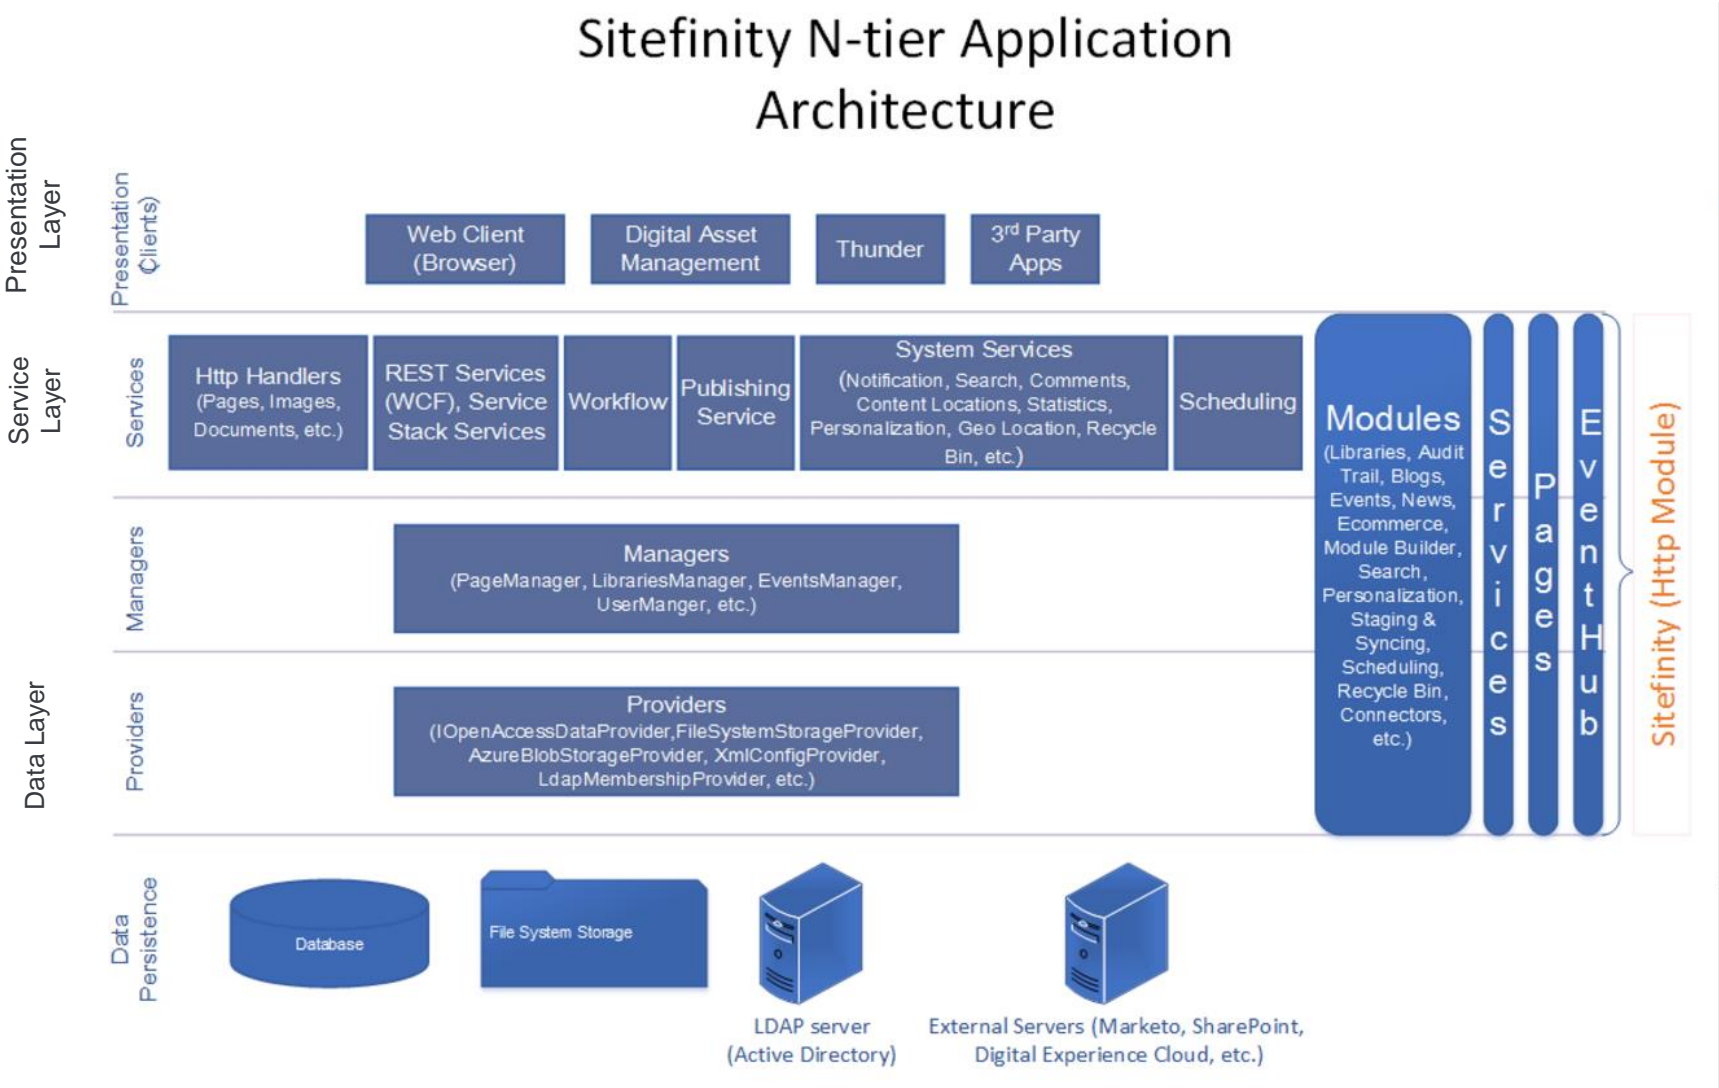 Sitefinity N-tier Application
Architecture
Presentation
Layer
Presentation
(Clients)
Web Client
(Browser)
Digital Asset
Management
Thunder
3rd Party
Apps
Service
Layer
Services
Http Handlers
(Pages, Images,
Documents, etc.)
REST Services
(WCF), Service
Stack Services
Workflow
Publishing
Service
System Services
(Notification, Search, Comments,
Content Locations, Statistics,
Personalization, Geo Location, Recycle
Bin, etc.)
Scheduling
Modules
(Libraries, Audit
Trail, Blogs,
Events, News,
Ecommerce,
Module Builder,
Search,
Personalization,
Staging &
Syncing,
Scheduling,
Recycle Bin,
Connectors,
etc.)
Services
Pages
EventHub
Sitefinity (Http Module)
Managers
Managers
(PageManager, LibrariesManager, EventsManager,
UserManger, etc.)
Data Layer
Providers
Providers
(IOpenAccessDataProvider,FileSystemStorageProvider,
AzureBlobStorageProvider, XmlConfigProvider,
LdapMembershipProvider, etc.)
Data
Persistence
Database
File System Storage
LDAP server
(Active Directory)
External Servers (Marketo, SharePoint,
Digital Experience Cloud, etc.)